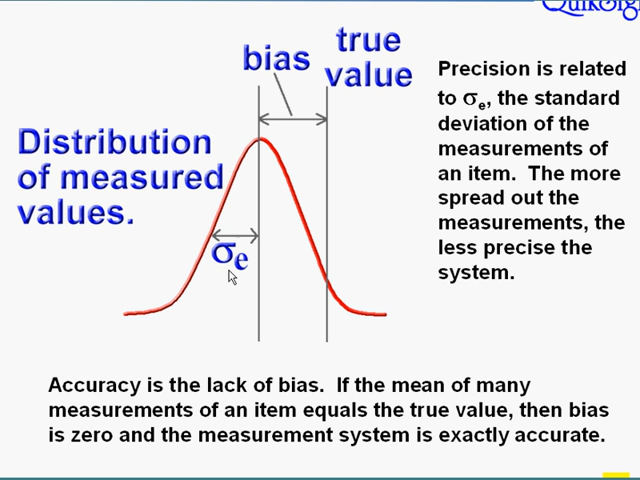 QuikSig
bias
true
value
Distribution
of measured
values.
σe
Precision is related
to σe, the standard
deviation of the
measurements of
an item. The more
spread out the
measurements, the
less precise the
system.
Accuracy is the lack of bias. If the mean of many
measurements of an item equals the true value, then bias
is zero and the measurement system is exactly accurate.